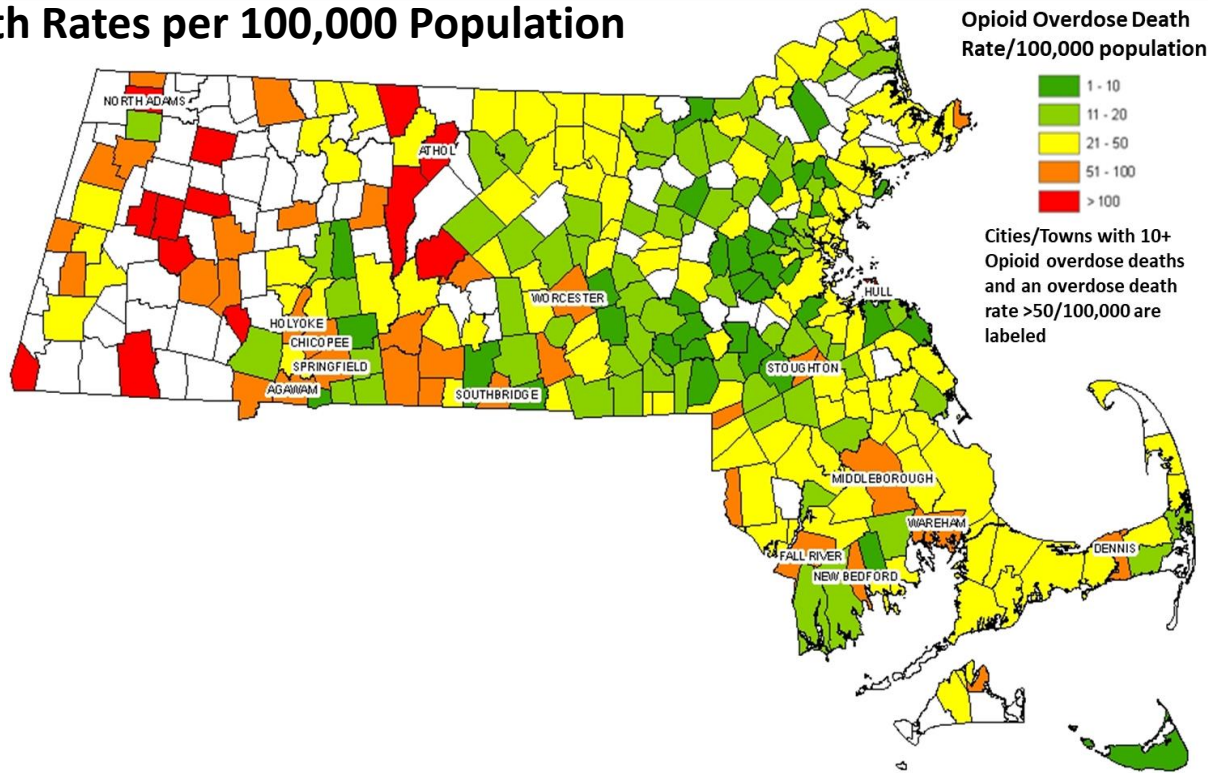 th Rates per 100,000 Population
Opioid Overdose Death
Rate/100,000 population
1 - 10
11 - 20
21 - 50
51 - 100
> 100
Cities/Towns with 10+
Opioid overdose deaths
and an overdose death
rate >50/100,000 are
labeled
NORTH ADAMS
ATHOL
WORCESTER
HULL
HOLYOKE
CHICOPEE
SPRINGFIELD
STOUGHTON
AGAWAM
SOUTHBRIDGE
MIDDLEBOROUGH
WAREHAM
DENNIS
FALL RIVER
NEW BEDFORD